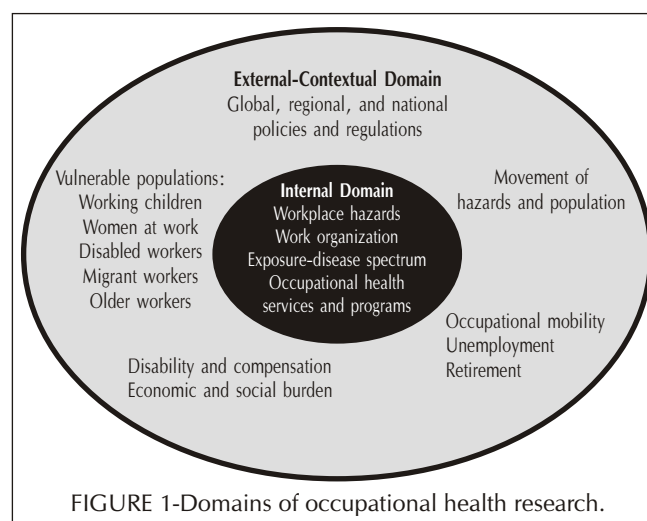 External-Contextual Domain
Global, regional, and national
policies and regulations
Vulnerable populations:
Working children
Women at work
Disabled workers
Migrant workers
Older workers
Internal Domain
Workplace hazards
Work organization
Exposure-disease spectrum
Occupational health
services and programs
Movement of
hazards and population
Occupational mobility
Unemployment
Retirement
Disability and compensation
Economic and social burden
FIGURE 1-Domains of occupational health research.